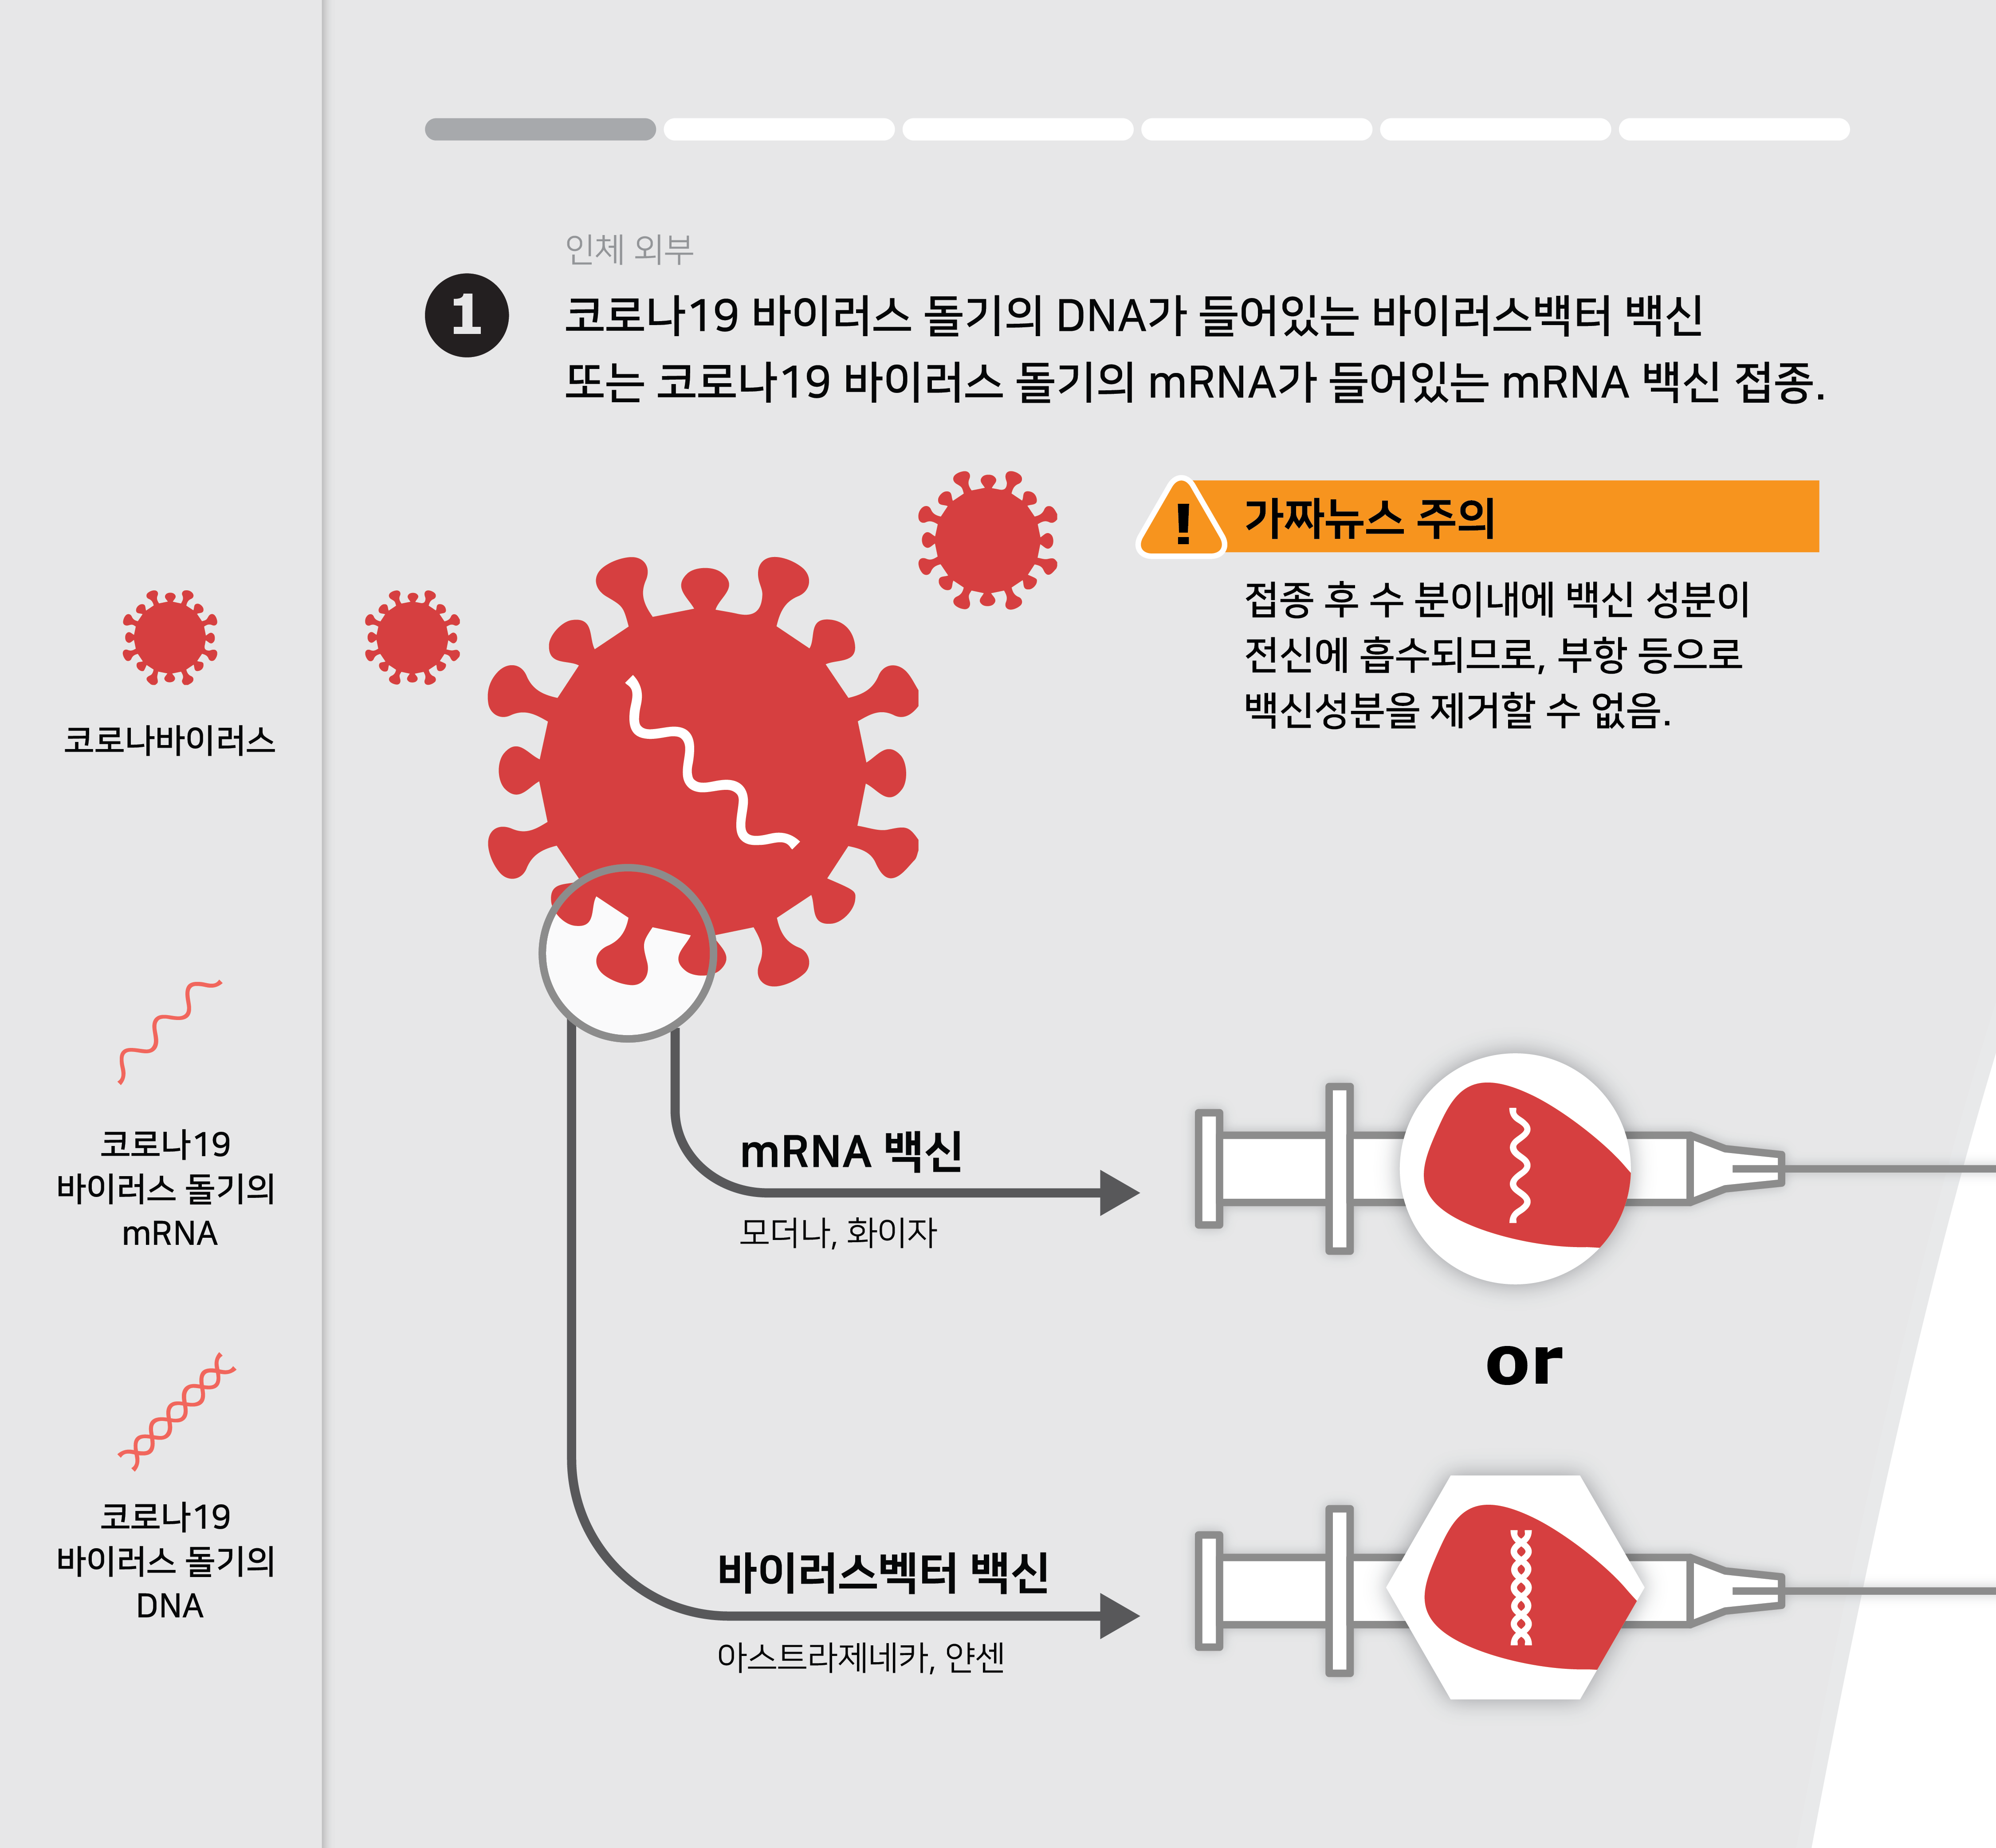 인체 외부
1
코로나19 바이러스 돌기의 DNA가 들어있는 바이러스백터 백신
또는 코로나19 바이러스 돌기의 mRNA가 들어있는 mRNA 백신 접종.
!
가짜뉴스 주의
접종 후 수 분이내에 백신 성분이
전신에 흡수되므로, 부항 등으로
백신성분을 제거할 수 없음.
코로나바이러스
코로나19
바이러스 돌기의
mRNA
코로나19
바이러스 돌기의
DNA
mRNA 백신
모더나, 화이자
or
바이러스벡터 백신
아스트라제네카, 얀센